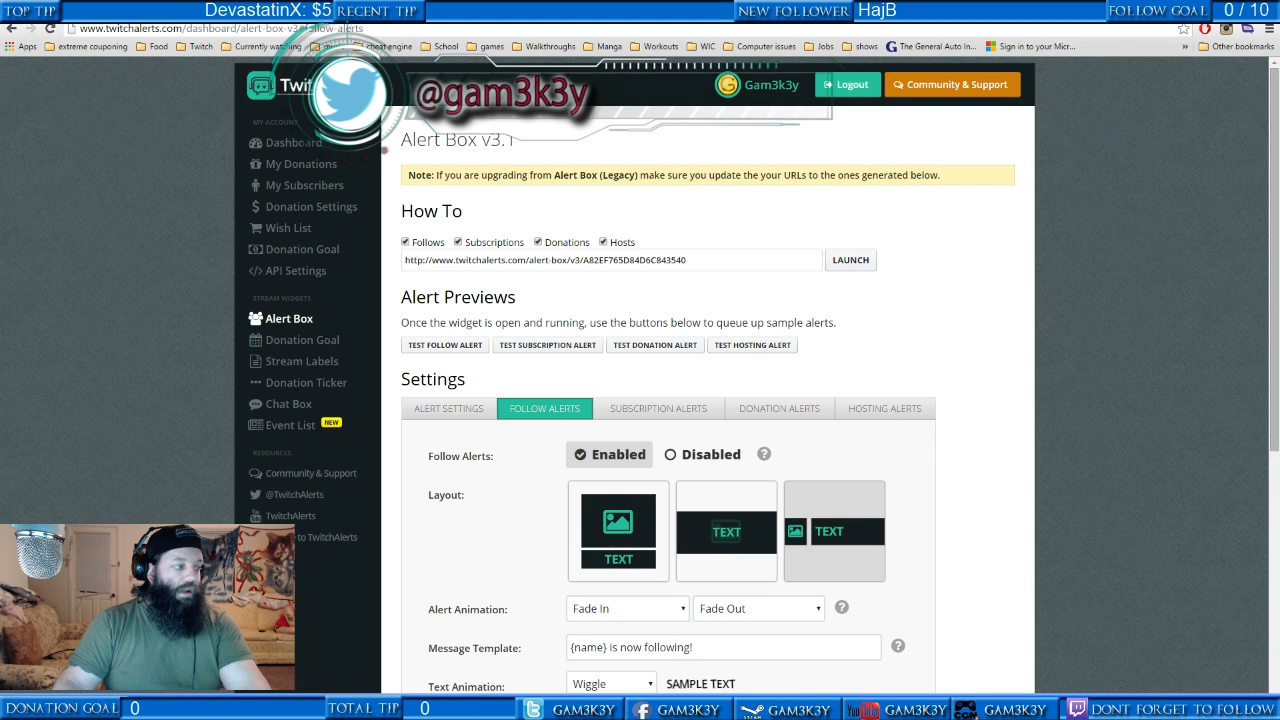 TOP TIP DevastatinX: $5 RECENT TIP NEW FOLLOWER HajB FOLLOW GOAL 0 / 10
www.twitchalerts.com/dashboard/alert-box-v3
Apps extreme couponing Food Twitch Currently watching cheat engine School games Walkthroughs Manga Workouts WIC Computer issues Jobs shows The General Auto In... Sign in to your Micr... » Other bookmarks
Twit
@gam3k3y
Gam3k3y Logout Community & Support
MY ACCOUNT
Dashboard
My Donations
My Subscribers
Donation Settings
Wish List
Donation Goal
API Settings
STREAM WIDGETS
Alert Box
Donation Goal
Stream Labels
Donation Ticker
Chat Box
Event List NEW
RESOURCES
Community & Support
@TwitchAlerts
TwitchAlerts
to TwitchAlerts
Alert Box v3.1
Note: If you are upgrading from Alert Box (Legacy) make sure you update the your URLs to the ones generated below.
How To
Follows Subscriptions Donations Hosts
http://www.twitchalerts.com/alert-box/v3/A82EF765D84D6C843540 LAUNCH
Alert Previews
Once the widget is open and running, use the buttons below to queue up sample alerts.
TEST FOLLOW ALERT TEST SUBSCRIPTION ALERT TEST DONATION ALERT TEST HOSTING ALERT
Settings
ALERT SETTINGS FOLLOW ALERTS SUBSCRIPTION ALERTS DONATION ALERTS HOSTING ALERTS
Follow Alerts: Enabled Disabled ?
Layout:
TEXT TEXT TEXT
Alert Animation: Fade In Fade Out ?
Message Template: {name} is now following! ?
Text Animation: Wiggle SAMPLE TEXT
DONATION GOAL 0 TOTAL TIP 0 GAM3K3Y GAM3K3Y STEAM GAM3K3Y YouTube GAM3K3Y GAM3K3Y DONT FORGET TO FOLLOW